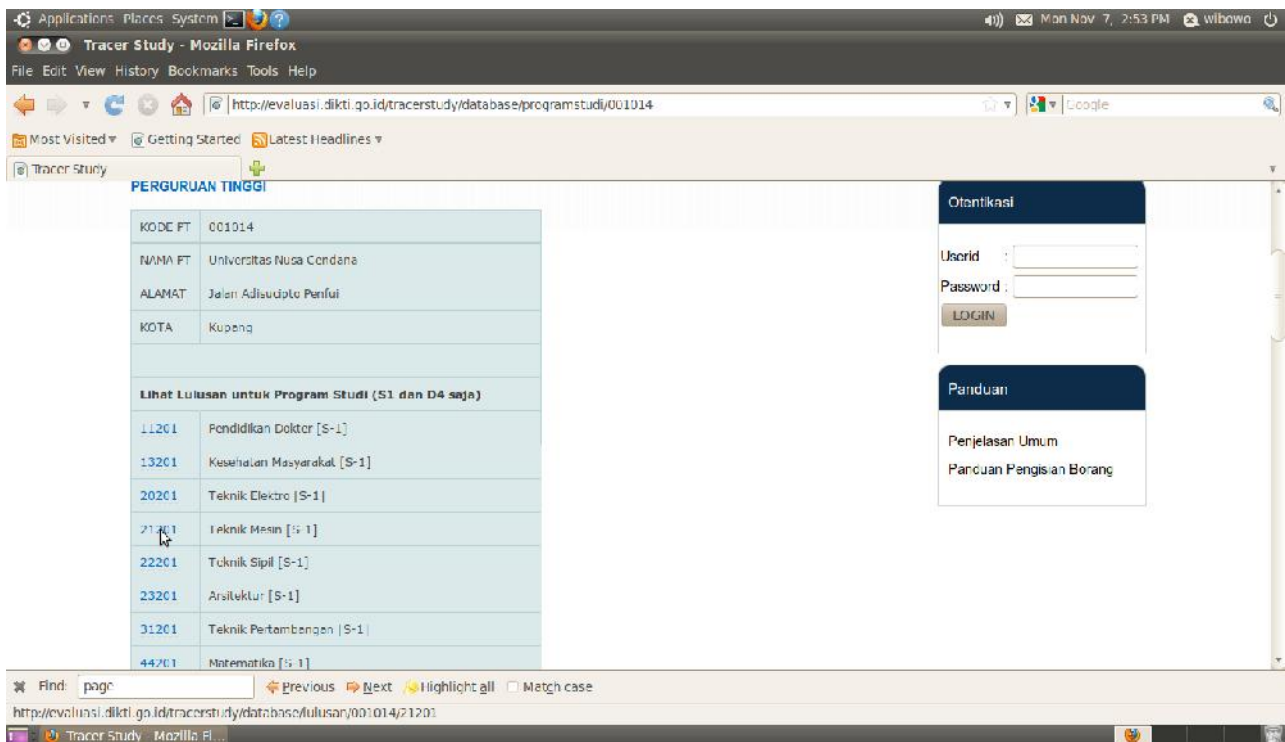 Applications Places System Mon Nov 7, 2:53 PM wibowo
Tracer Study - Mozilla Firefox
File Edit View History Bookmarks Tools Help
http://evaluasi.dikti.go.id/tracerstudy/database/programstudi/001014 Google
Most Visited Getting Started Latest Headlines
Tracer Study
PERGURUAN TINGGI
KODE PT 001014
NAMA PT Universitas Nusa Cendana
ALAMAT Jalan Adisucipto Penfui
KOTA Kupang
Lihat Lulusan untuk Program Studi (S1 dan D4 saja)
11201 Pendidikan Dokter [S-1]
13201 Kesehatan Masyarakat [S-1]
20201 Teknik Elektro [S-1]
21201 Teknik Mesin [S-1]
22201 Teknik Sipil [S-1]
23201 Arsitektur [S-1]
31201 Teknik Pertambangan [S-1]
44201 Matematika [S-1]
Otentikasi
Userid :
Password :
LOGIN
Panduan
Penjelasan Umum
Panduan Pengisian Borang
Find: page Previous Next Highlight all Match case
http://evaluasi.dikti.go.id/tracerstudy/database/lulusan/001014/21201
Tracer Study - Mozilla Fi...